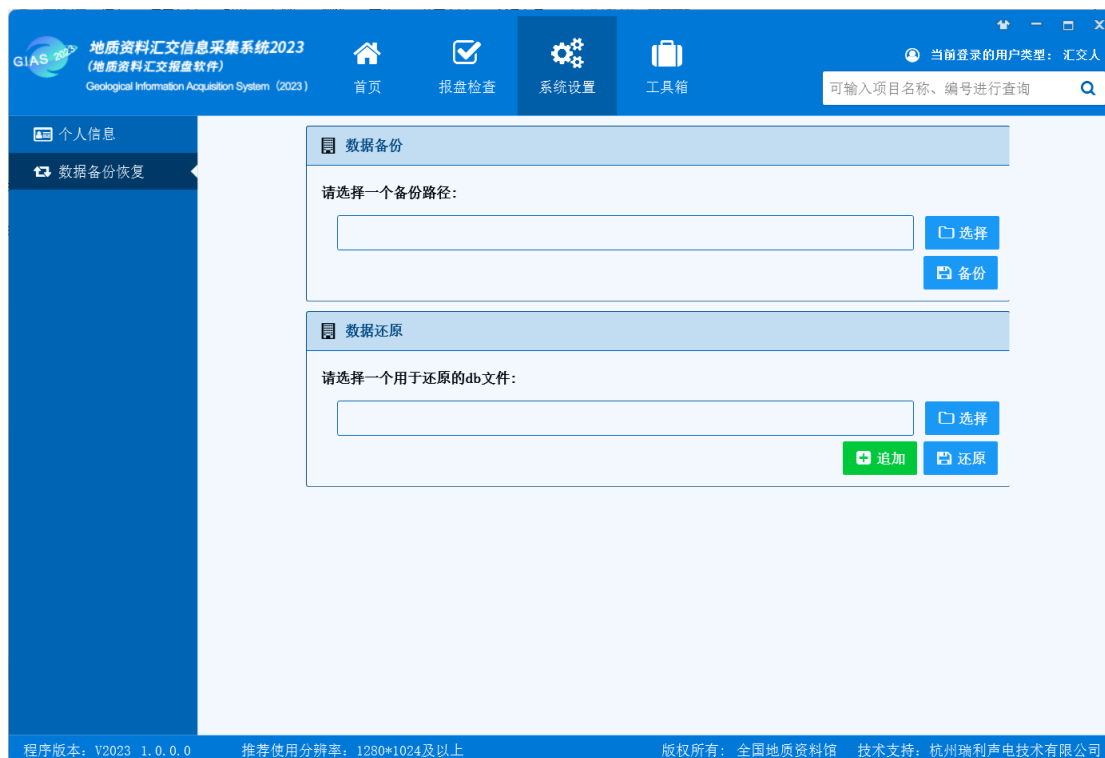 GIAS 2023
地质资料汇交信息采集系统2023
(地质资料汇交报盘软件)
Geological Information Acquisition System (2023)
首页
报盘检查
系统设置
工具箱
当前登录的用户类型: 汇交人
可输入项目名称、编号进行查询
个人信息
数据备份恢复
数据备份
请选择一个备份路径:
选择
备份
数据还原
请选择一个用于还原的db文件:
选择
追加
还原
程序版本: V2023 1.0.0.0
推荐使用分辨率: 1280*1024及以上
版权所有: 全国地质资料馆
技术支持: 杭州瑞利声电技术有限公司